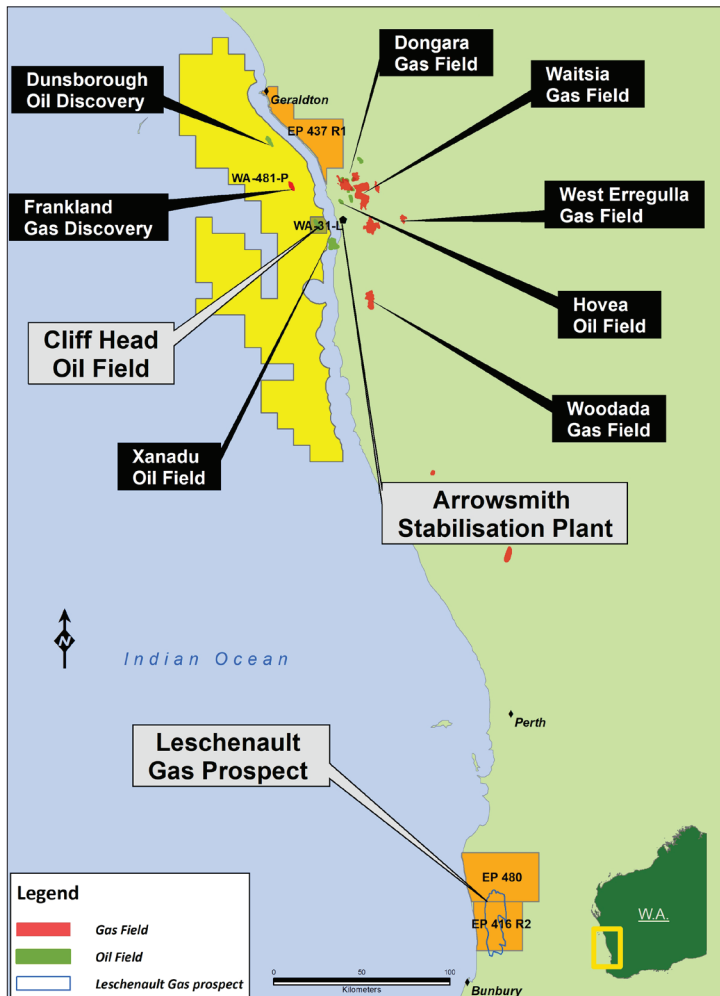 Dongara
Gas Field
Dunsborough
Oil Discovery
Waitsia
Gas Field
Geraldton
EP 437 R1
WA-481-P
Frankland
Gas Discovery
West Erregulla
Gas Field
WA-31-L
Cliff Head
Oil Field
Hovea
Oil Field
Woodada
Gas Field
Xanadu
Oil Field
Arrowsmith
Stabilisation Plant
N
Indian Ocean
Perth
Leschenault
Gas Prospect
EP 480
EP 416 R2
W.A.
Legend
Gas Field
Oil Field
Leschenault Gas prospect
0 50 100
Kilometers
Bunbury